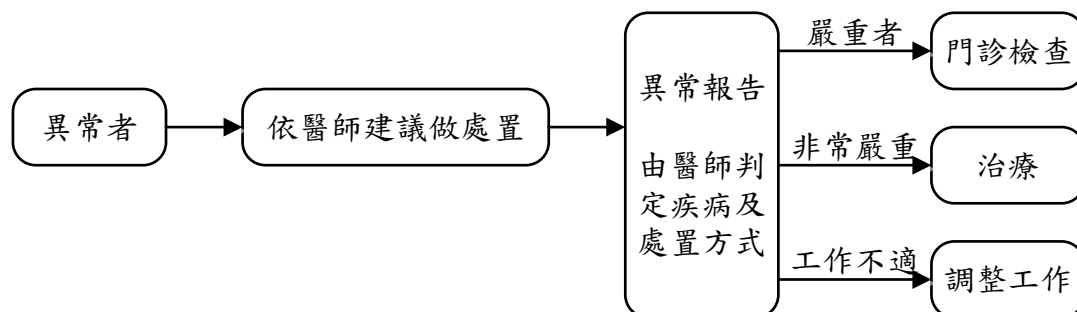 異常者
依醫師建議做處置
異常報告
由醫師判
定疾病及
處置方式
嚴重者
門診檢查
非常嚴重
治療
工作不適
調整工作